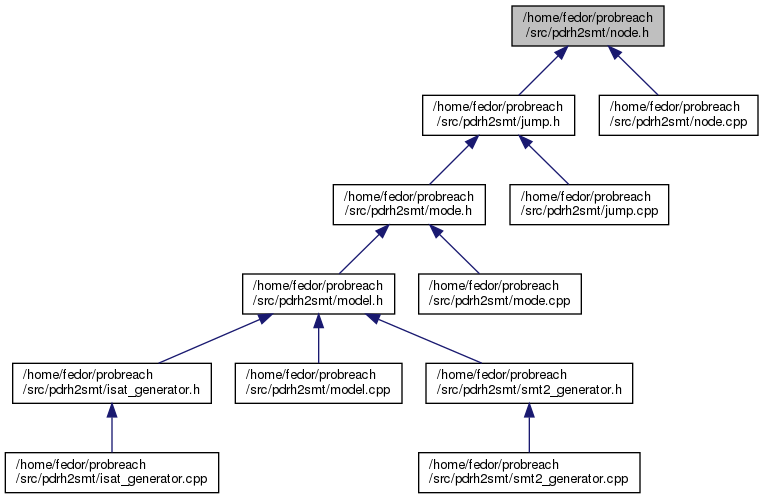 /home/fedor/probreach
/src/pdrh2smt/node.h
/home/fedor/probreach
/src/pdrh2smt/jump.h
/home/fedor/probreach
/src/pdrh2smt/node.cpp
/home/fedor/probreach
/src/pdrh2smt/mode.h
/home/fedor/probreach
/src/pdrh2smt/jump.cpp
/home/fedor/probreach
/src/pdrh2smt/model.h
/home/fedor/probreach
/src/pdrh2smt/mode.cpp
/home/fedor/probreach
/src/pdrh2smt/isat_generator.h
/home/fedor/probreach
/src/pdrh2smt/model.cpp
/home/fedor/probreach
/src/pdrh2smt/smt2_generator.h
/home/fedor/probreach
/src/pdrh2smt/isat_generator.cpp
/home/fedor/probreach
/src/pdrh2smt/smt2_generator.cpp